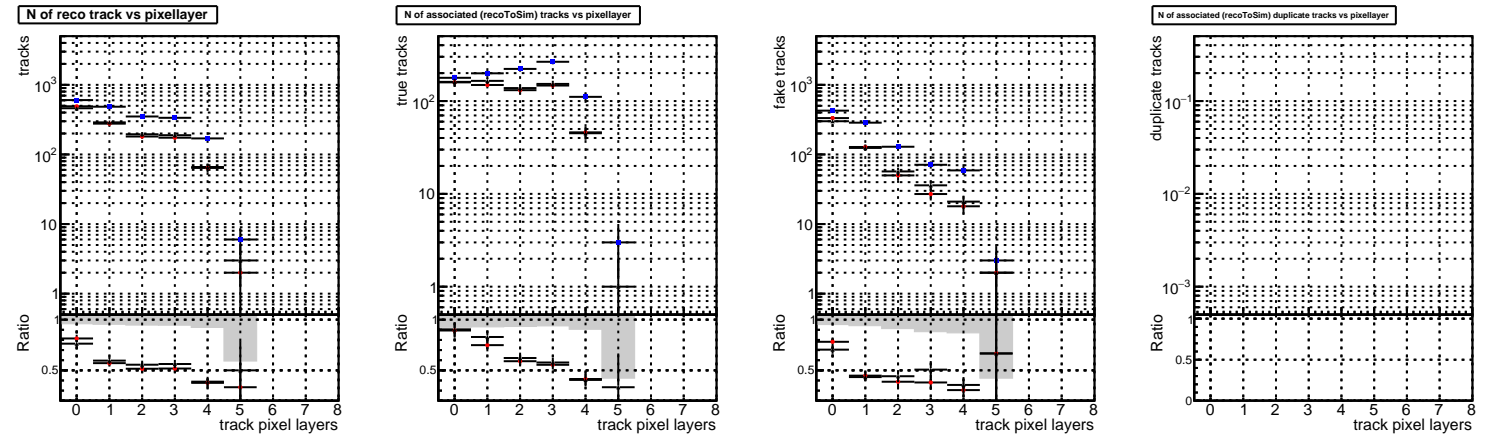 N of reco track vs pixellayer
tracks
10³
10²
10
1
Ratio
1
0.5
0 1 2 3 4 5 6 7 8
track pixel layers
N of associated (recoToSim) tracks vs pixellayer
true tracks
10²
10
1
Ratio
1
0.5
0 1 2 3 4 5 6 7 8
track pixel layers
fake tracks
10³
10²
10
1
Ratio
1
0.5
0 1 2 3 4 5 6 7 8
track pixel layers
N of associated (recoToSim) duplicate tracks vs pixellayer
duplicate tracks
10⁻¹
10⁻²
10⁻³
Ratio
1
0.5
0
0 1 2 3 4 5 6 7 8
track pixel layers